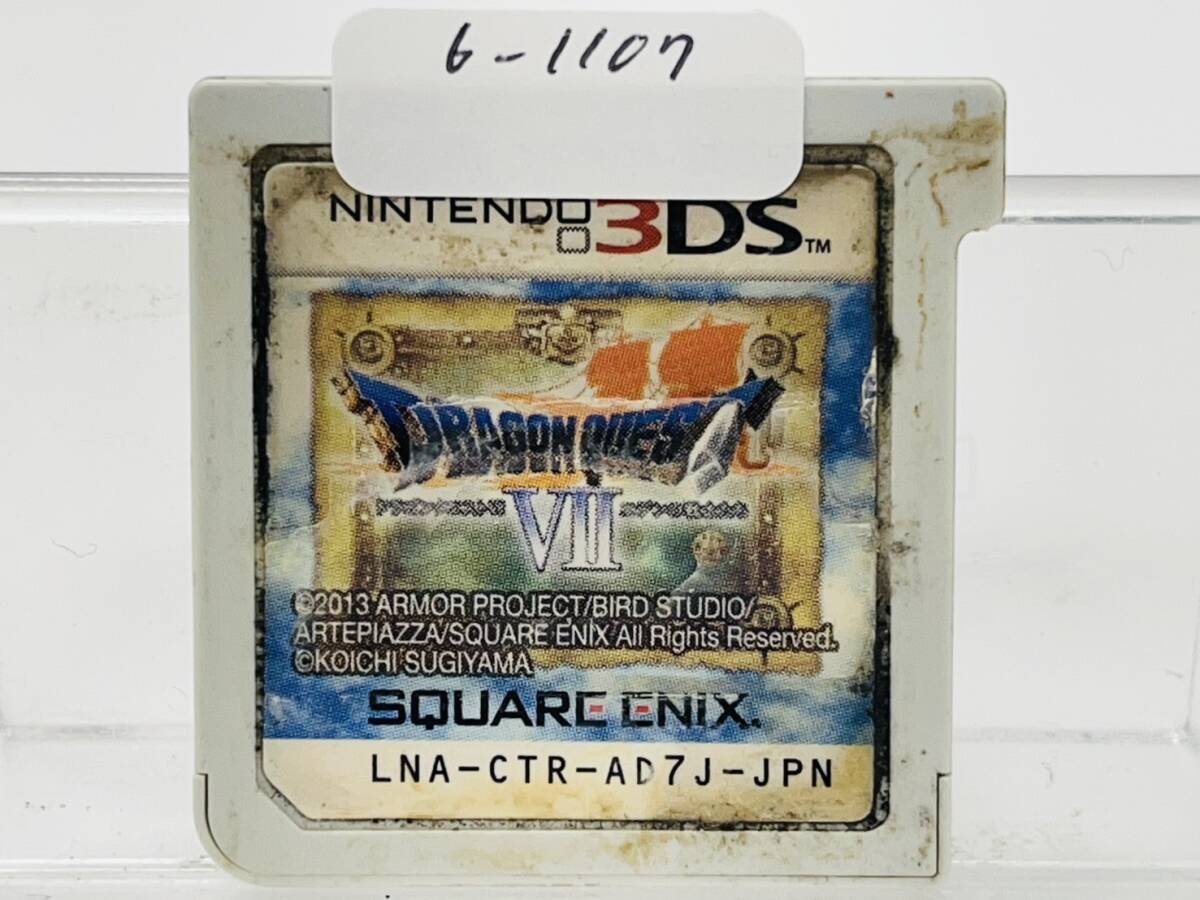 6-1107
NINTENDO 3DS™
DRAGON QUEST
VII
©2013 ARMOR PROJECT/BIRD STUDIO/
ARTEPIAZZA/SQUARE ENIX All Rights Reserved.
©KOICHI SUGIYAMA
SQUARE ENIX.
LNA-CTR-AD7J-JPN